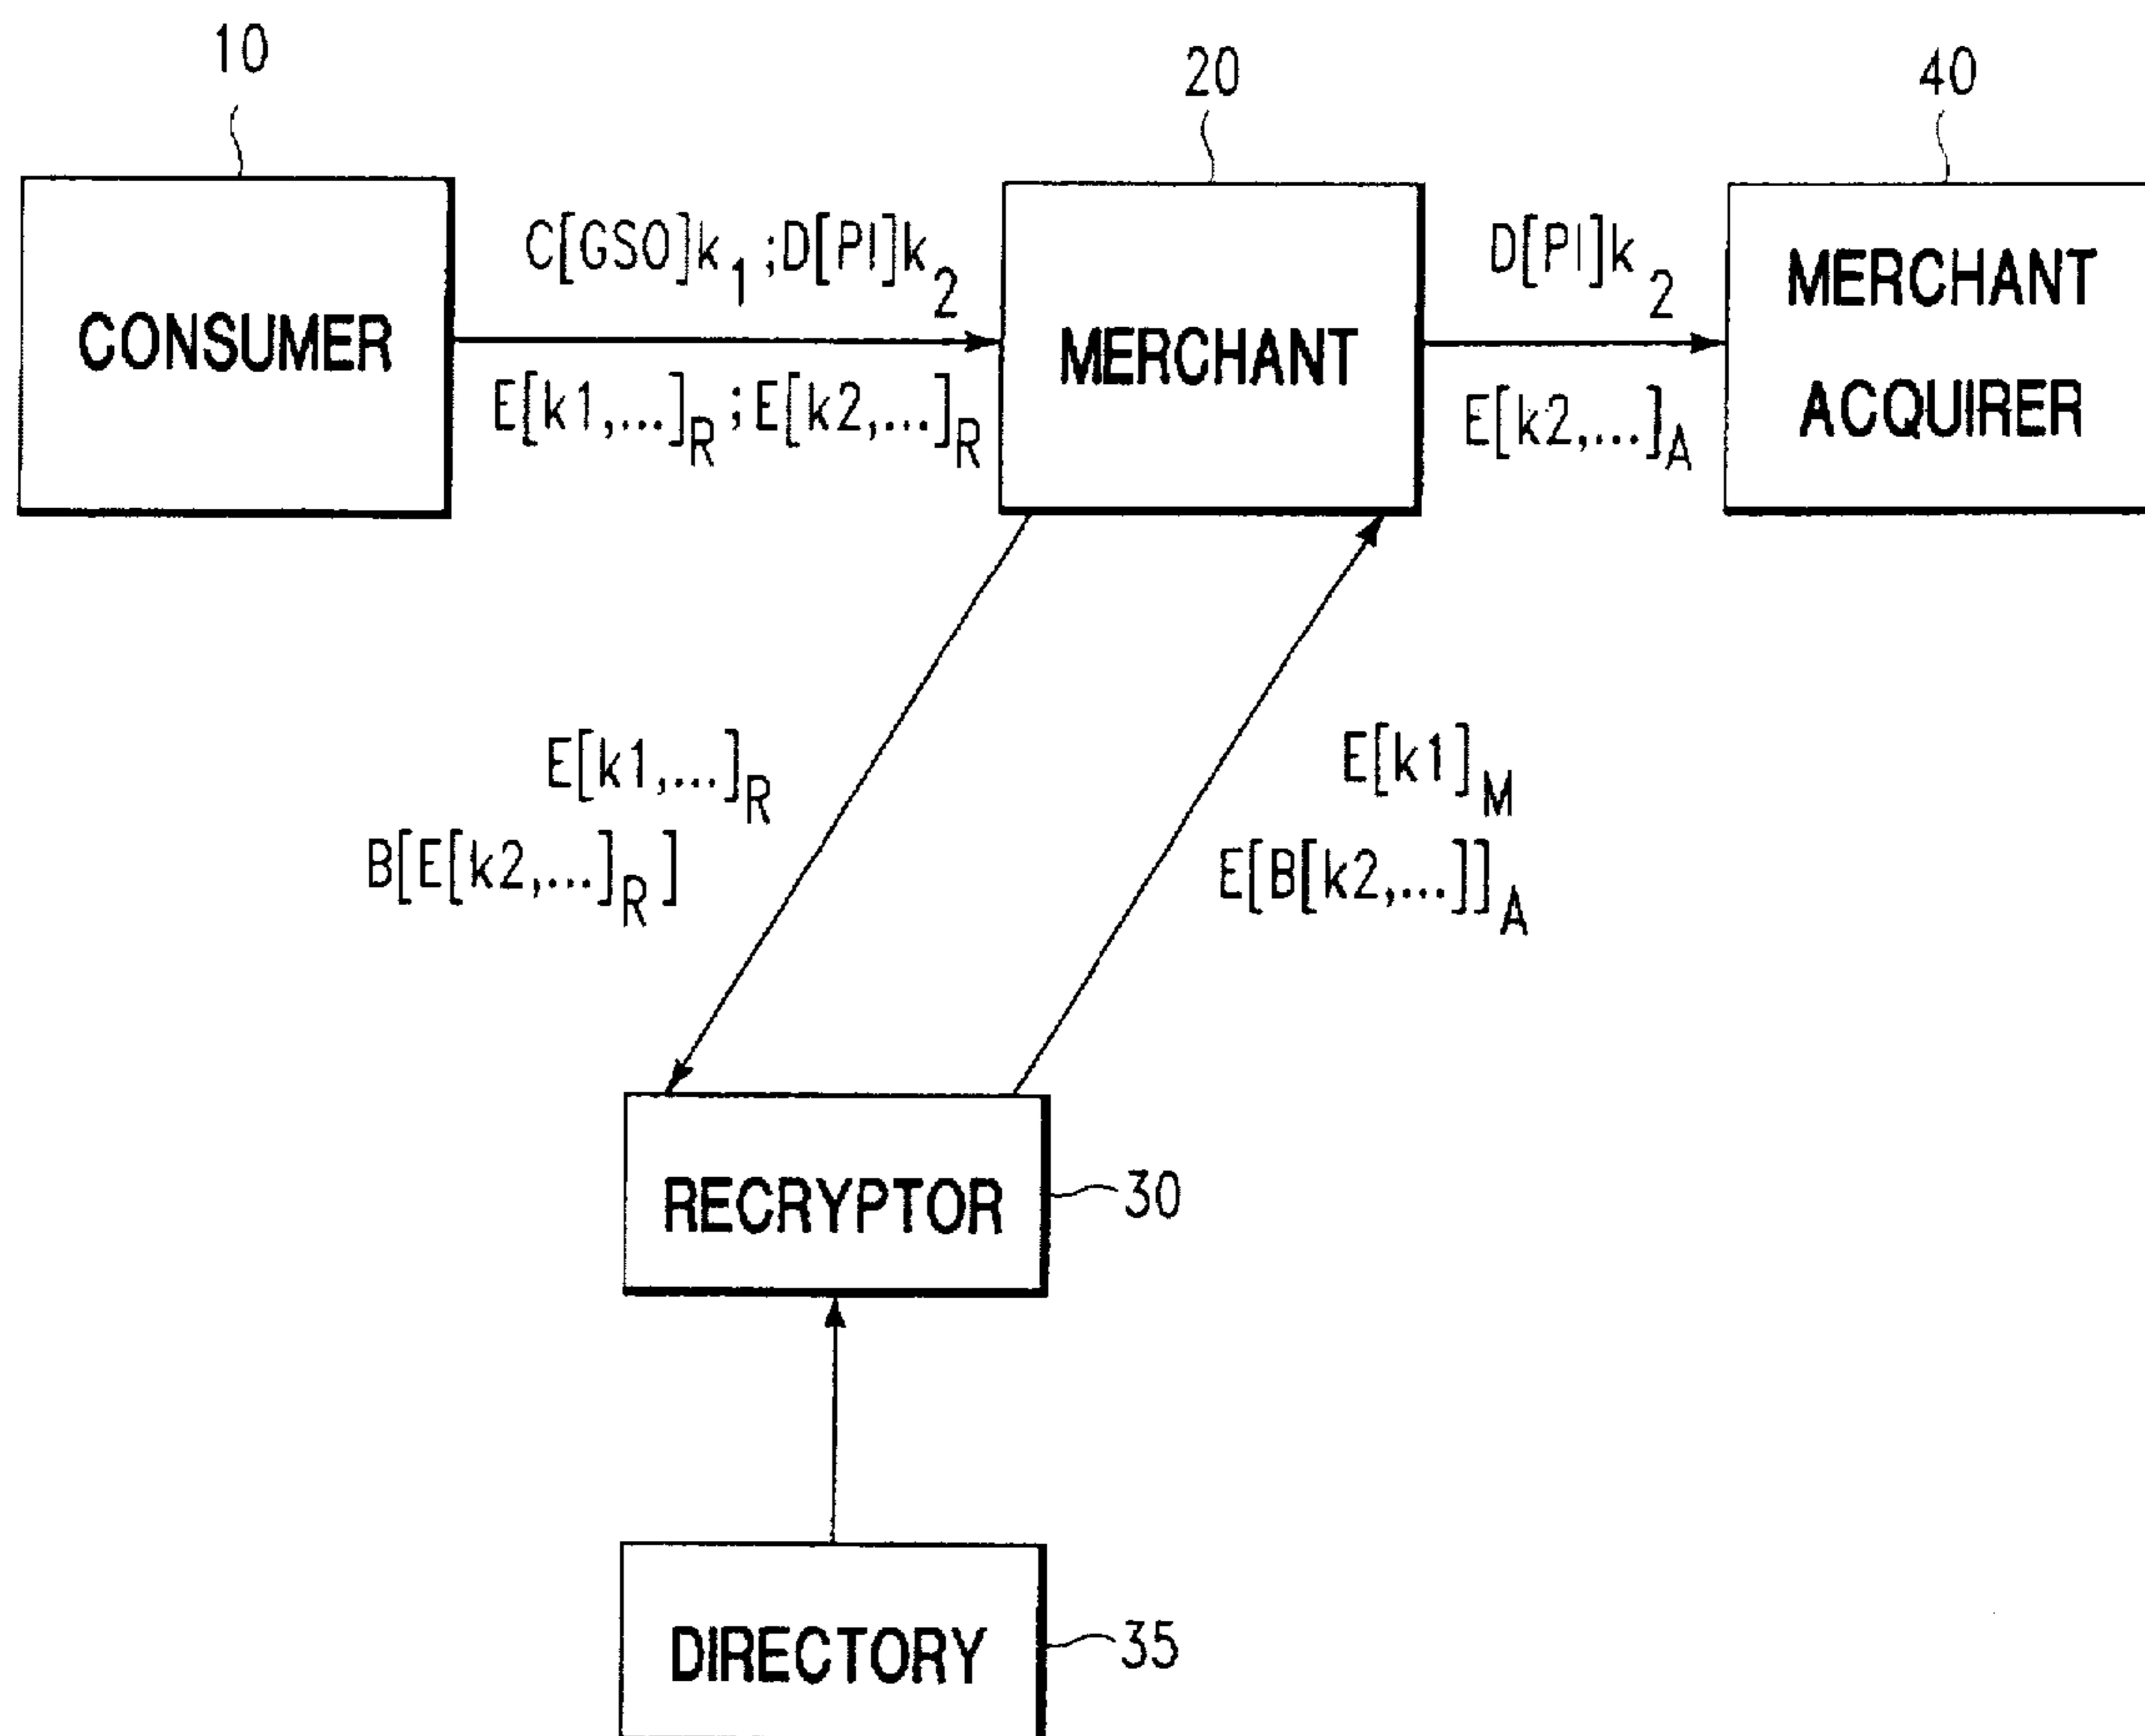 10
20
40
CONSUMER
C[GSO]k1;D[PI]k2
E[k1,...]R;E[k2,...]R
MERCHANT
D[PI]k2
E[k2,...]A
MERCHANT
ACQUIRER
E[k1,...]R
B[E[k2,...]R]
E[k1]M
E[B[k2,...]]A
RECRYPTOR
30
DIRECTORY
35